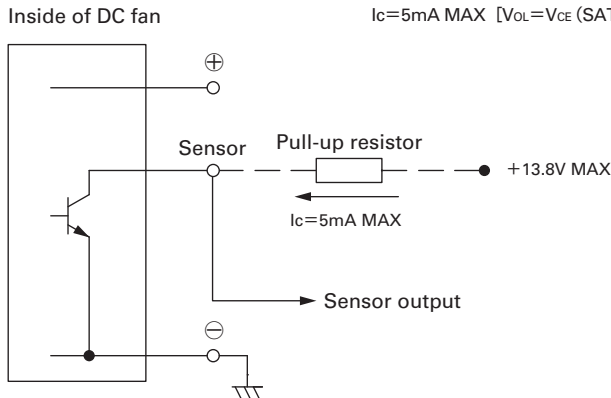 Inside of DC fan
Ic=5mA MAX [VOL=VCE (SAT
⊕
Sensor
Pull-up resistor
+13.8V MAX
Ic=5mA MAX
Sensor output
⊖